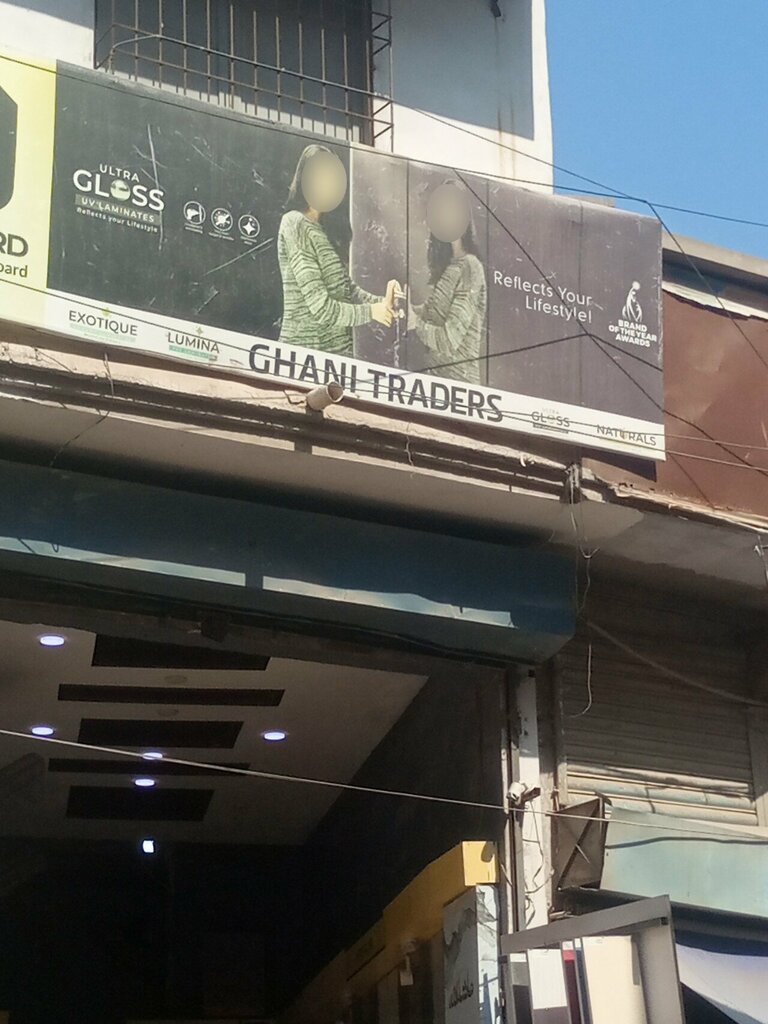 RD
oard
ULTRA
GLOSS
UV LAMINATES
Reflects your Lifestyle
Reflects Your
Lifestyle!
BRAND
OF THE YEAR
AWARDS
EXOTIQUE
LUMINA
GHANI TRADERS
ULTRA
GLOSS
NATURALS